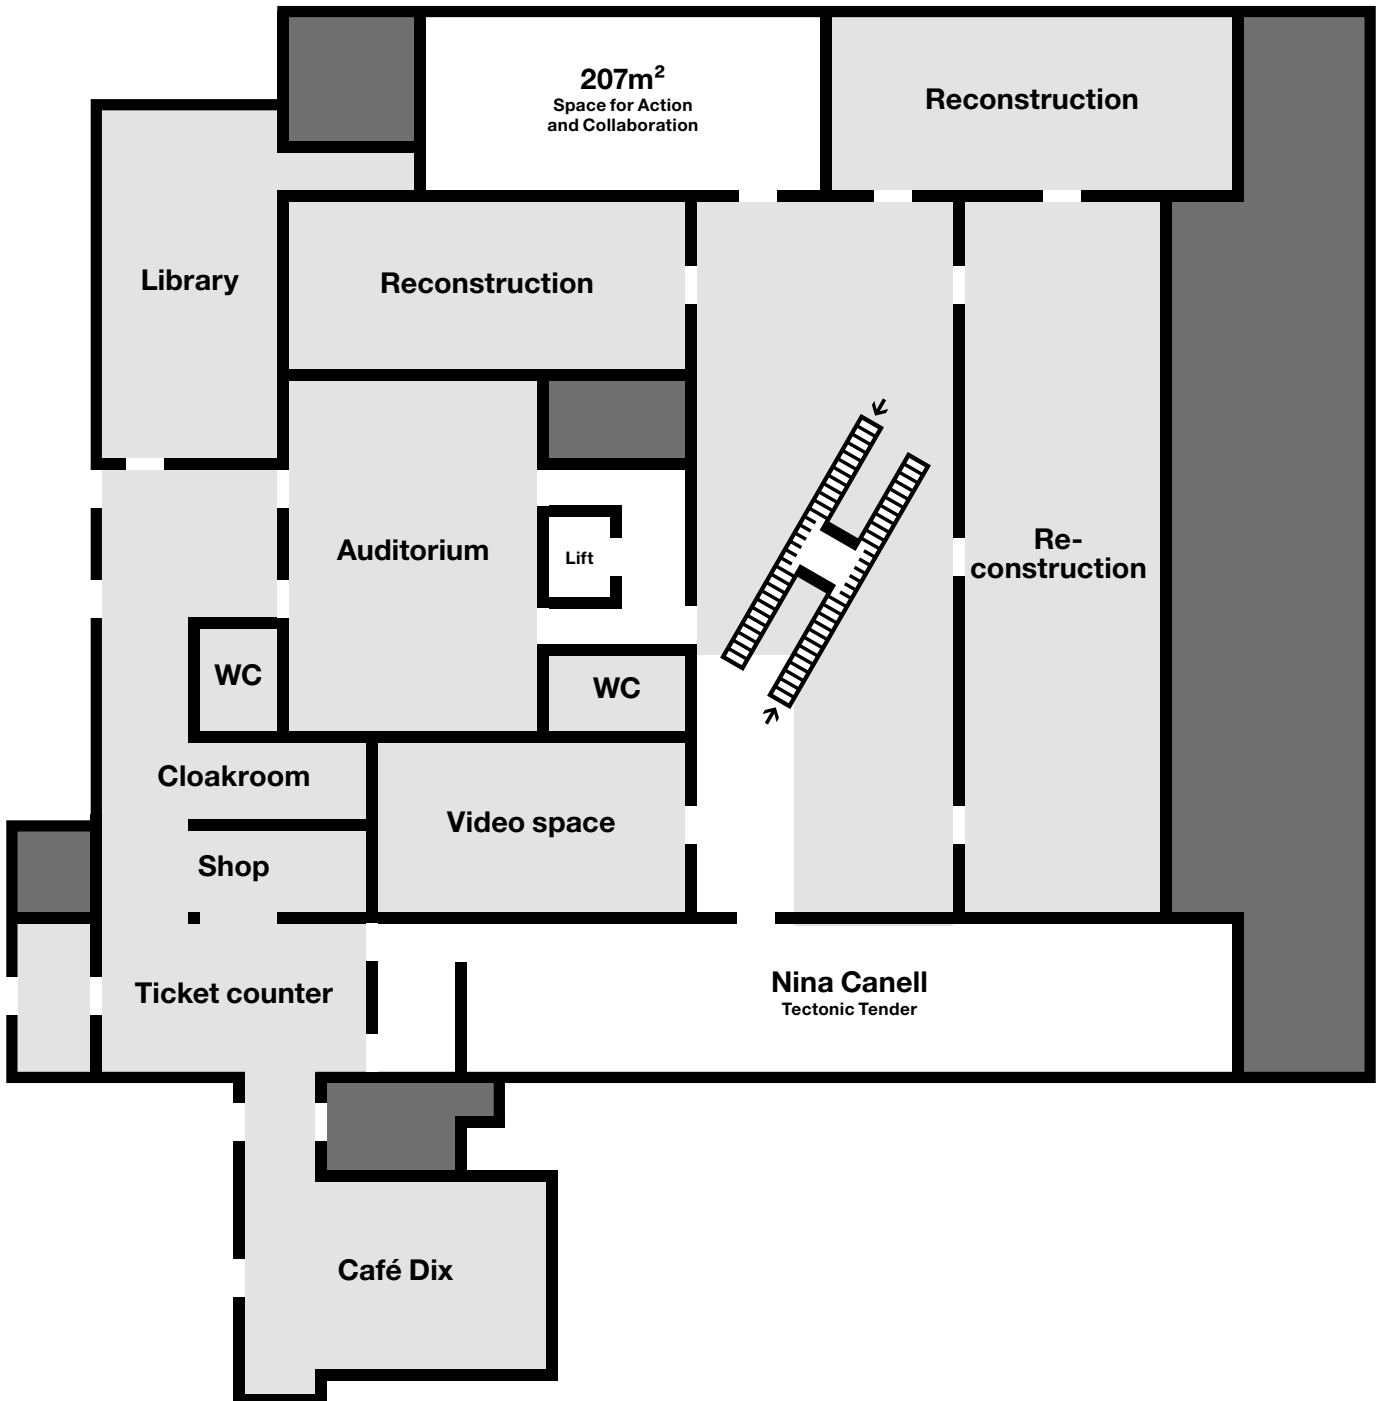 207m²
Space for Action
and Collaboration
Reconstruction
Library
Reconstruction
Auditorium
Lift
Re-
construction
WC
WC
Cloakroom
Video space
Shop
Ticket counter
Nina Canell
Tectonic Tender
Café Dix